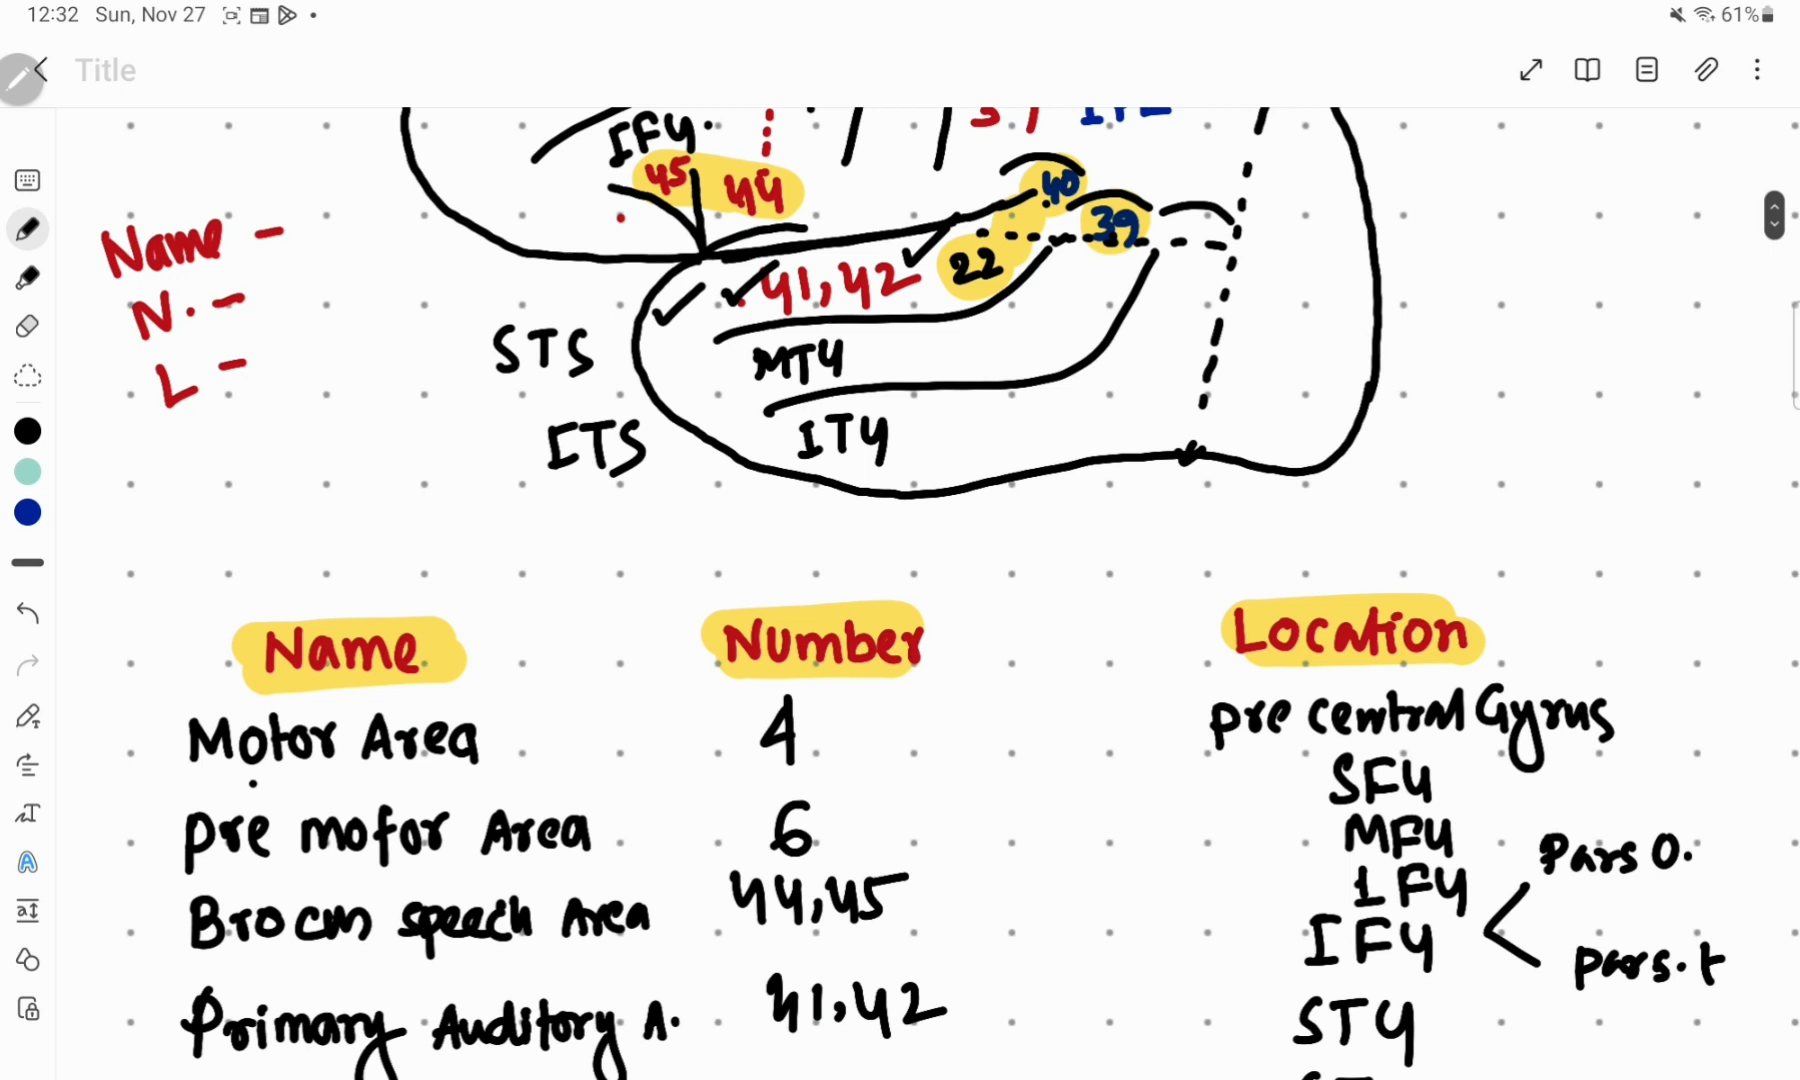 12:32 Sun, Nov 27
61%
Title
IFG
45 44
40
39
22
41, 42
Name -
N. -
L -
STS
MTG
ITS
ITG
Name Number Location
Motor Area 4 Pre central Gyrus
SFG
Pre motor Area 6 MFG
IFG
Pars O.
Brocas speech Area 44,45 IFG
Pars. t
Primary Auditory A. 41,42 STG